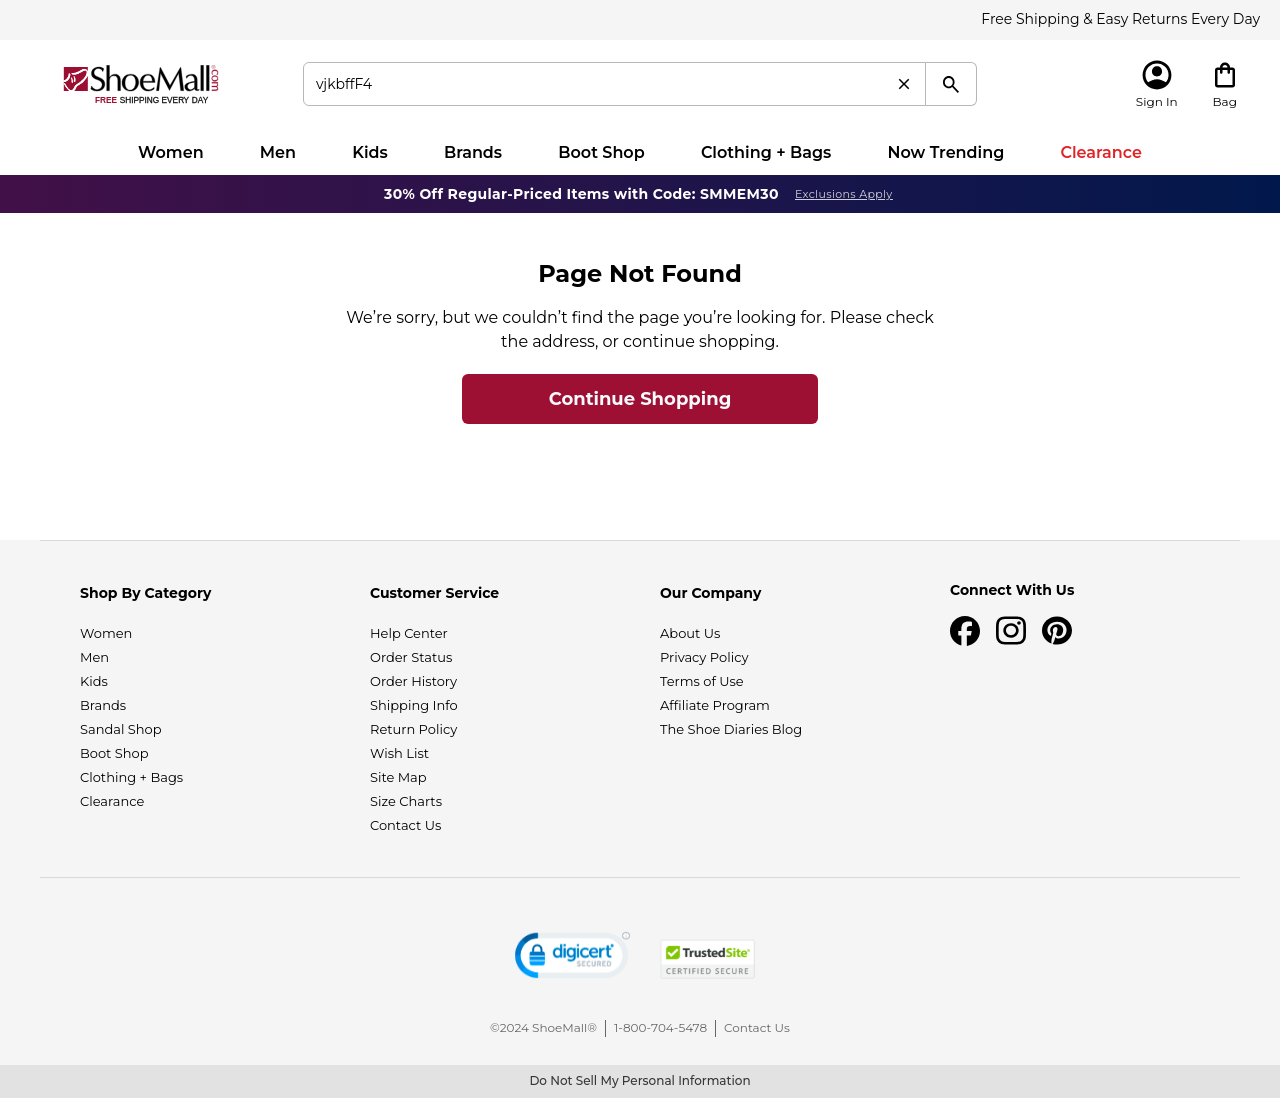 Free Shipping & Easy Returns Every Day
ShoeMall.com
FREE SHIPPING EVERY DAY
vjkbffF4
Sign In
Bag
Women Men Kids Brands Boot Shop Clothing + Bags Now Trending Clearance
30% Off Regular-Priced Items with Code: SMMEM30 Exclusions Apply
Page Not Found
We’re sorry, but we couldn’t find the page you’re looking for. Please check
the address, or continue shopping.
Continue Shopping
Shop By Category
Women
Men
Kids
Brands
Sandal Shop
Boot Shop
Clothing + Bags
Clearance
Customer Service
Help Center
Order Status
Order History
Shipping Info
Return Policy
Wish List
Site Map
Size Charts
Contact Us
Our Company
About Us
Privacy Policy
Terms of Use
Affiliate Program
The Shoe Diaries Blog
Connect With Us
digicert
SECURED
TrustedSite
CERTIFIED SECURE
©2024 ShoeMall® 1-800-704-5478 Contact Us
Do Not Sell My Personal Information